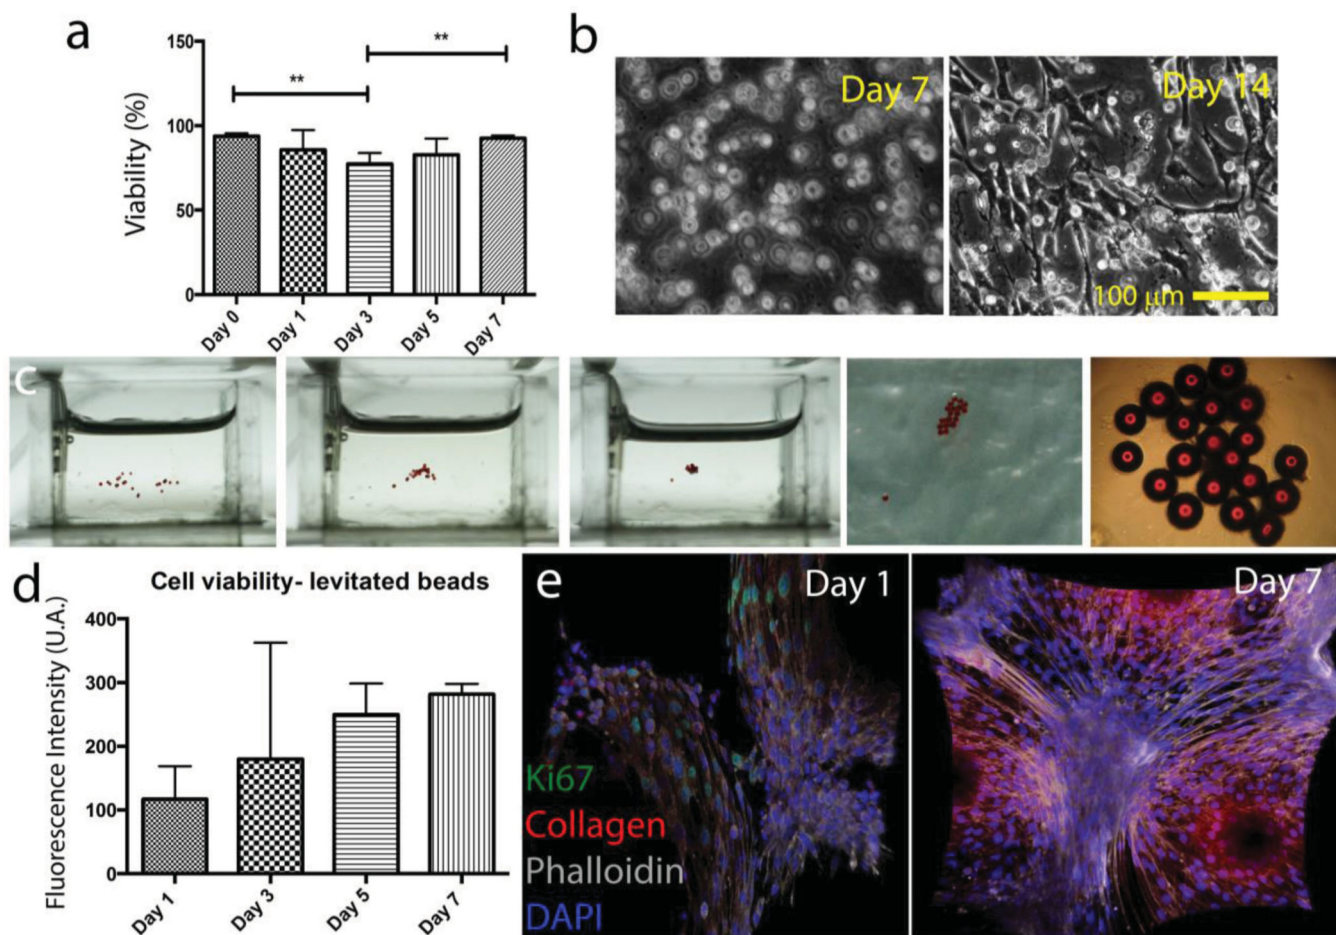 a
150
100
50
0
Viability (%)
**
**
Day 0
Day 1
Day 3
Day 5
Day 7
b
Day 7
Day 14
100 µm
c
d
Cell viability- levitated beads
400
300
200
100
0
Fluorescence Intensity (U.A.)
Day 1
Day 3
Day 5
Day 7
e
Day 1
Day 7
Ki67
Collagen
Phalloidin
DAPI